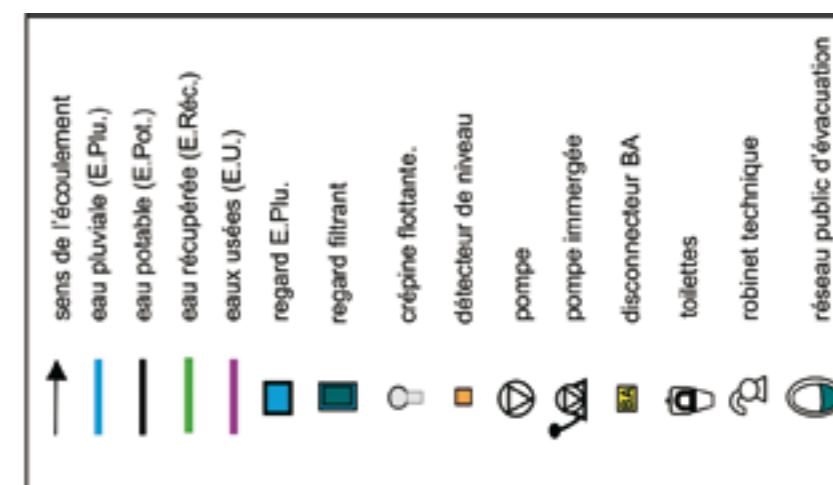 sens de l'écoulement
eau pluviale (E.Plu.)
eau potable (E.Pot.)
eau récupérée (E.Réc.)
eaux usées (E.U.)
regard E.Plu.
regard filtrant
crépine flottante.
détecteur de niveau
pompe
pompe immergée
BA disconnecteur BA
toilettes
robinet technique
réseau public d'évacuation